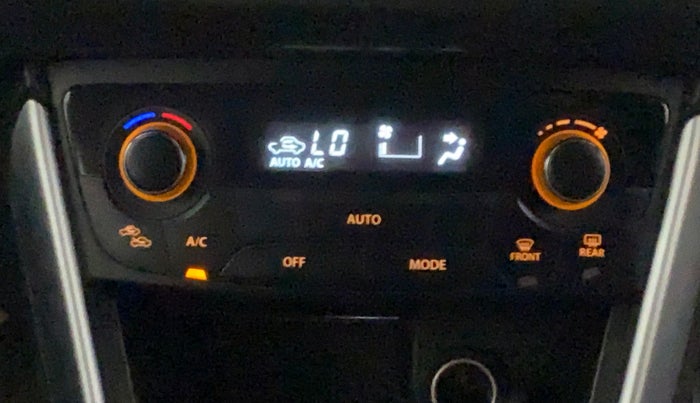 LO
AUTO A/C
AUTO
A/C
OFF
MODE
FRONT
REAR